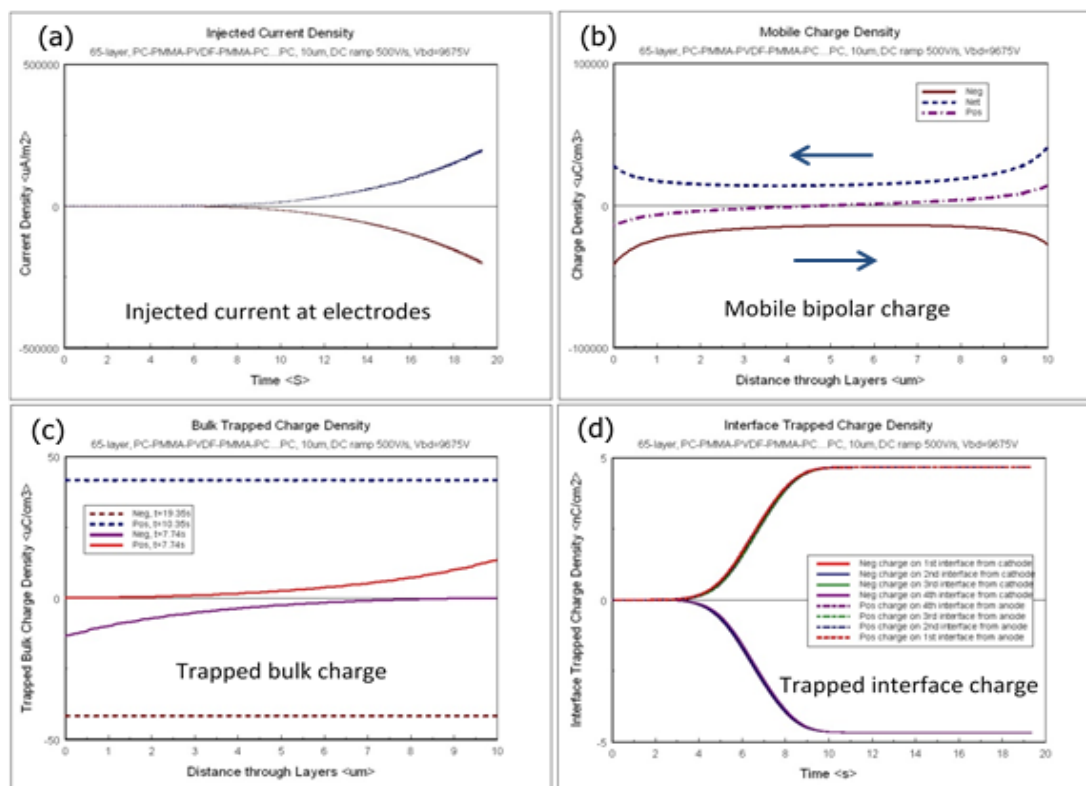 (a)
Injected Current Density
65-layer, PC-PMMA-PVDF-PMMA-PC....PC, 10um, DC ramp 500V/s, Vbd=9675V
500000
0
-500000
Current Density <uA/m2>
Injected current at electrodes
0 2 4 6 8 10 12 14 16 18 20
Time <S>
(b)
Mobile Charge Density
65-layer, PC-PMMA-PVDF-PMMA-PC....PC, 10um, DC ramp 500V/s, Vbd=9675V
100000
0
-100000
Charge Density <uC/cm3>
Neg
Net
Pos
Mobile bipolar charge
0 1 2 3 4 5 6 7 8 9 10
Distance through Layers <um>
(c)
Bulk Trapped Charge Density
65-layer, PC-PMMA-PVDF-PMMA-PC....PC, 10um, DC ramp 500V/s, Vbd=9675V
50
0
-50
Trapped Bulk Charge Density <uC/cm3>
Neg, t=19.35s
Pos, t=10.35s
Neg, t=7.74s
Pos, t=7.74s
Trapped bulk charge
0 1 2 3 4 5 6 7 8 9 10
Distance through Layers <um>
(d)
Interface Trapped Charge Density
65-layer, PC-PMMA-PVDF-PMMA-PC....PC, 10um, DC ramp 500V/s, Vbd=9675V
5
0
-5
Interface Trapped Charge Density <nC/cm2>
Neg charge on 1st interface from cathode
Neg charge on 2nd interface from cathode
Neg charge on 3rd interface from cathode
Neg charge on 4th interface from cathode
Pos charge on 4th interface from anode
Pos charge on 3rd interface from anode
Pos charge on 2nd interface from anode
Pos charge on 1st interface from anode
Trapped interface charge
0 2 4 6 8 10 12 14 16 18 20
Time <s>